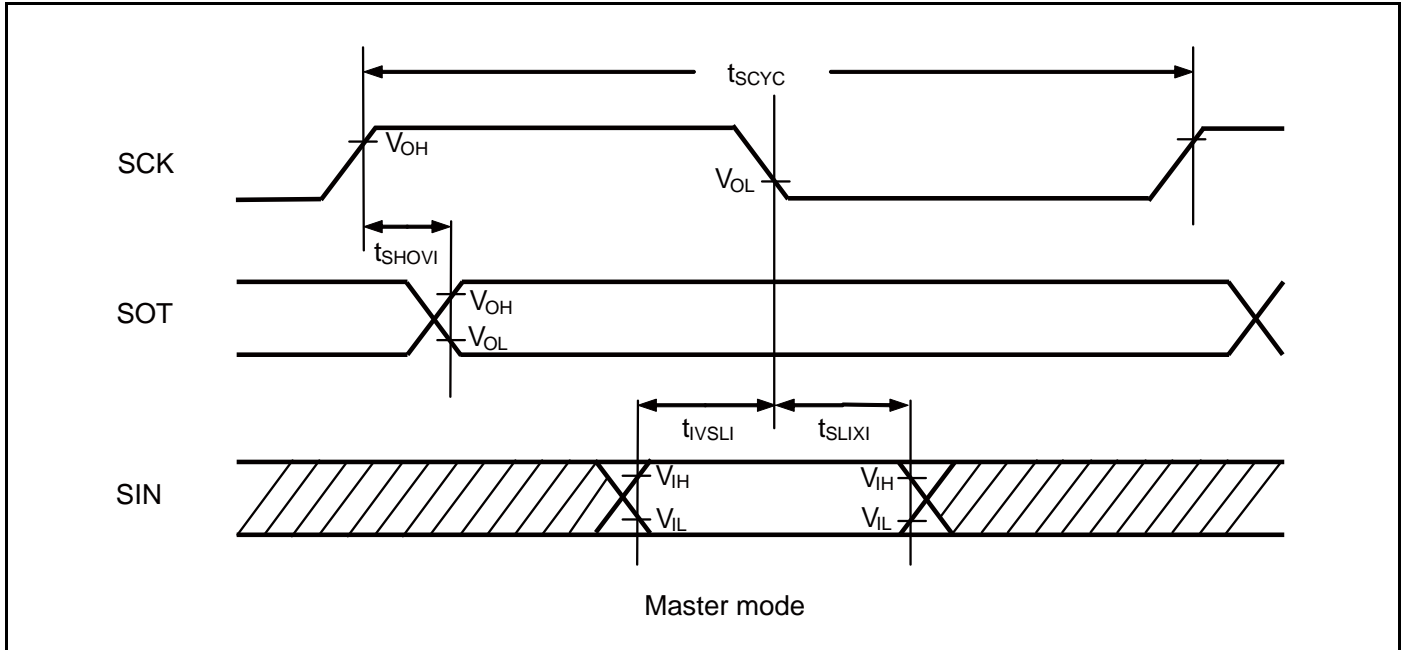 tSCYC
SCK
VOH
VOL
tSHOVI
SOT
VOH
VOL
tIVSLI
tSLIXI
SIN
VIH
VIH
VIL
VIL
Master mode